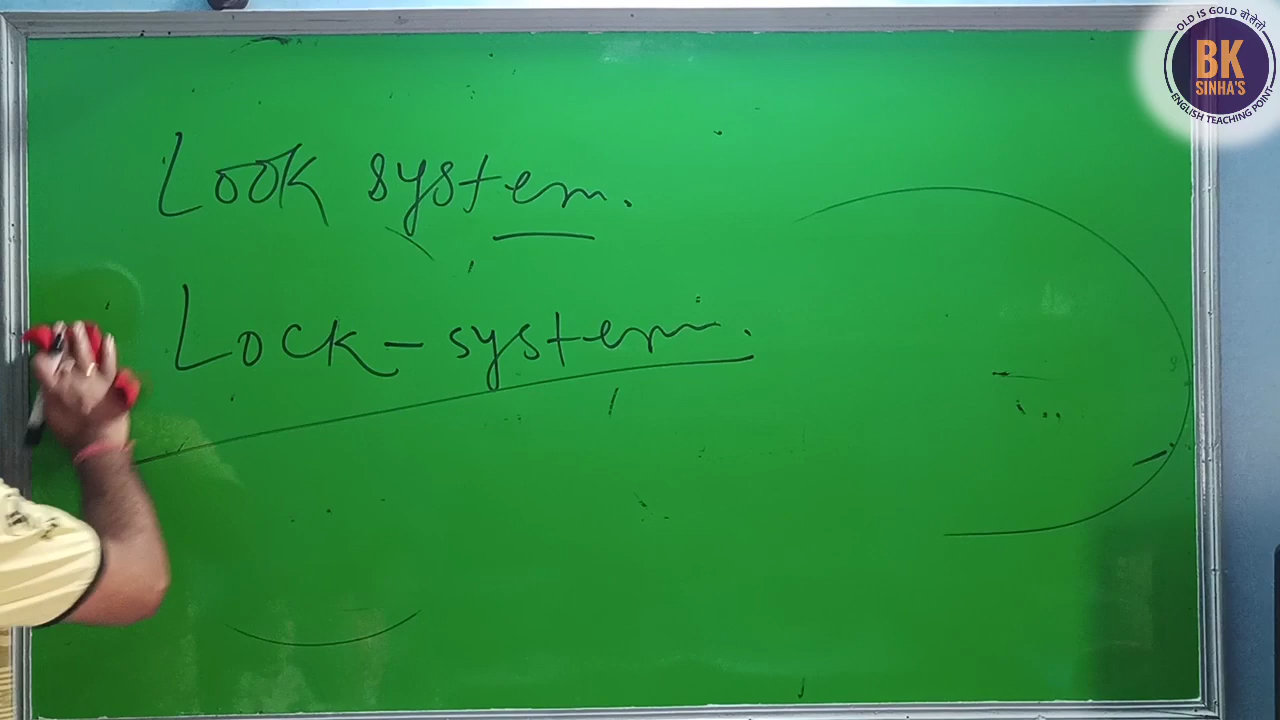 Look system.
Lock-system.
OLD IS GOLD बोलेतो
BK
SINHA'S
ENGLISH TEACHING POINT